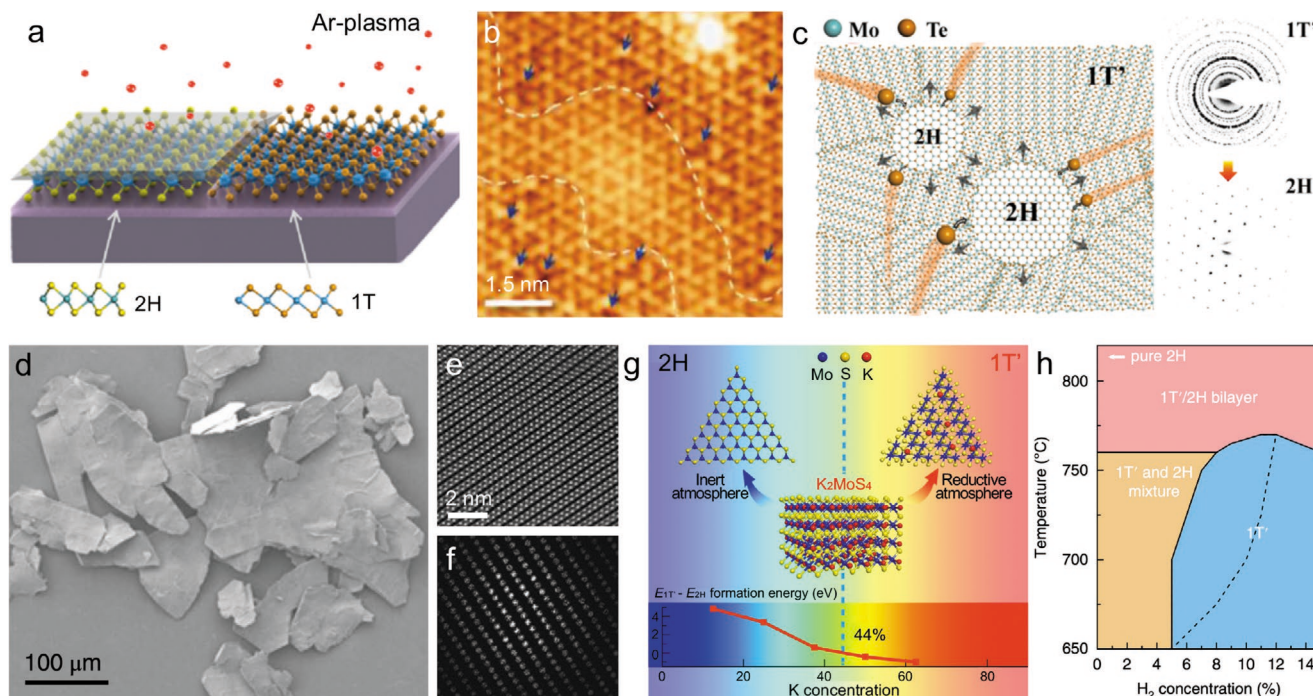 a
Ar-plasma
2H
1T
b
1.5 nm
c
Mo
Te
1T'
2H
2H
1T'
2H
d
100 μm
e
2 nm
f
g
2H
1T'
Mo S K
Inert
atmosphere
K₂MoS₄
Reductive
atmosphere
E1T' - E2H formation energy (eV)
4
2
0
44%
0 20 40 60 80
K concentration
h
pure 2H
1T'/2H bilayer
1T' and 2H
mixture
1T'
Temperature (°C)
800
750
700
650
0 2 4 6 8 10 12 14
H₂ concentration (%)